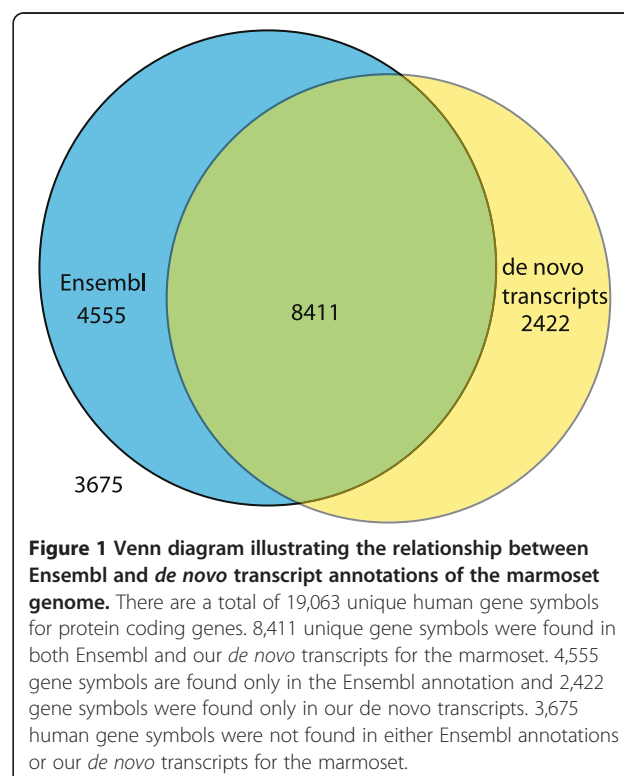 Ensembl
4555
8411
de novo
transcripts
2422
3675
Figure 1 Venn diagram illustrating the relationship between
Ensembl and de novo transcript annotations of the marmoset
genome. There are a total of 19,063 unique human gene symbols
for protein coding genes. 8,411 unique gene symbols were found in
both Ensembl and our de novo transcripts for the marmoset. 4,555
gene symbols are found only in the Ensembl annotation and 2,422
gene symbols were found only in our de novo transcripts. 3,675
human gene symbols were not found in either Ensembl annotations
or our de novo transcripts for the marmoset.